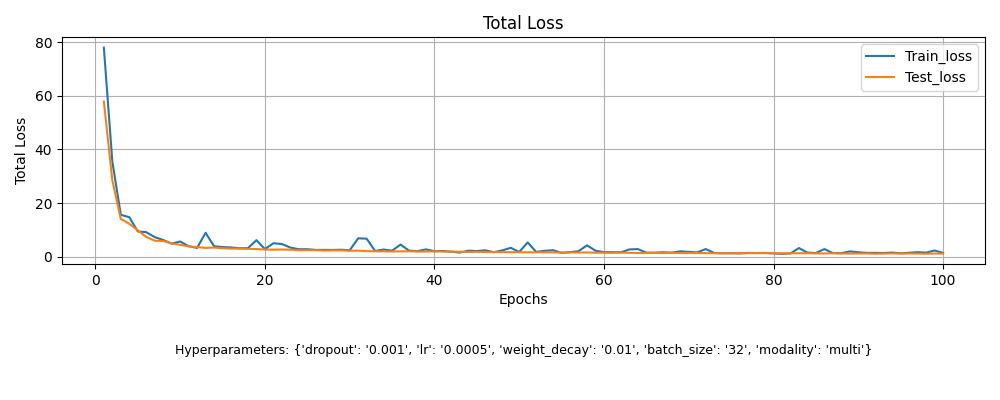 Total Loss
80
60
40
20
0
Total Loss
Train_loss
Test_loss
0 20 40 60 80 100
Epochs
Hyperparameters: {'dropout': '0.001', 'lr': '0.0005', 'weight_decay': '0.01', 'batch_size': '32', 'modality': 'multi'}